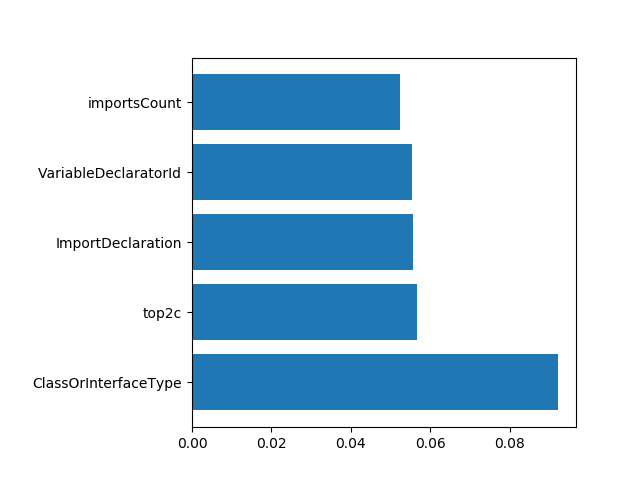 importsCount
VariableDeclaratorId
ImportDeclaration
top2c
ClassOrInterfaceType
0.00 0.02 0.04 0.06 0.08